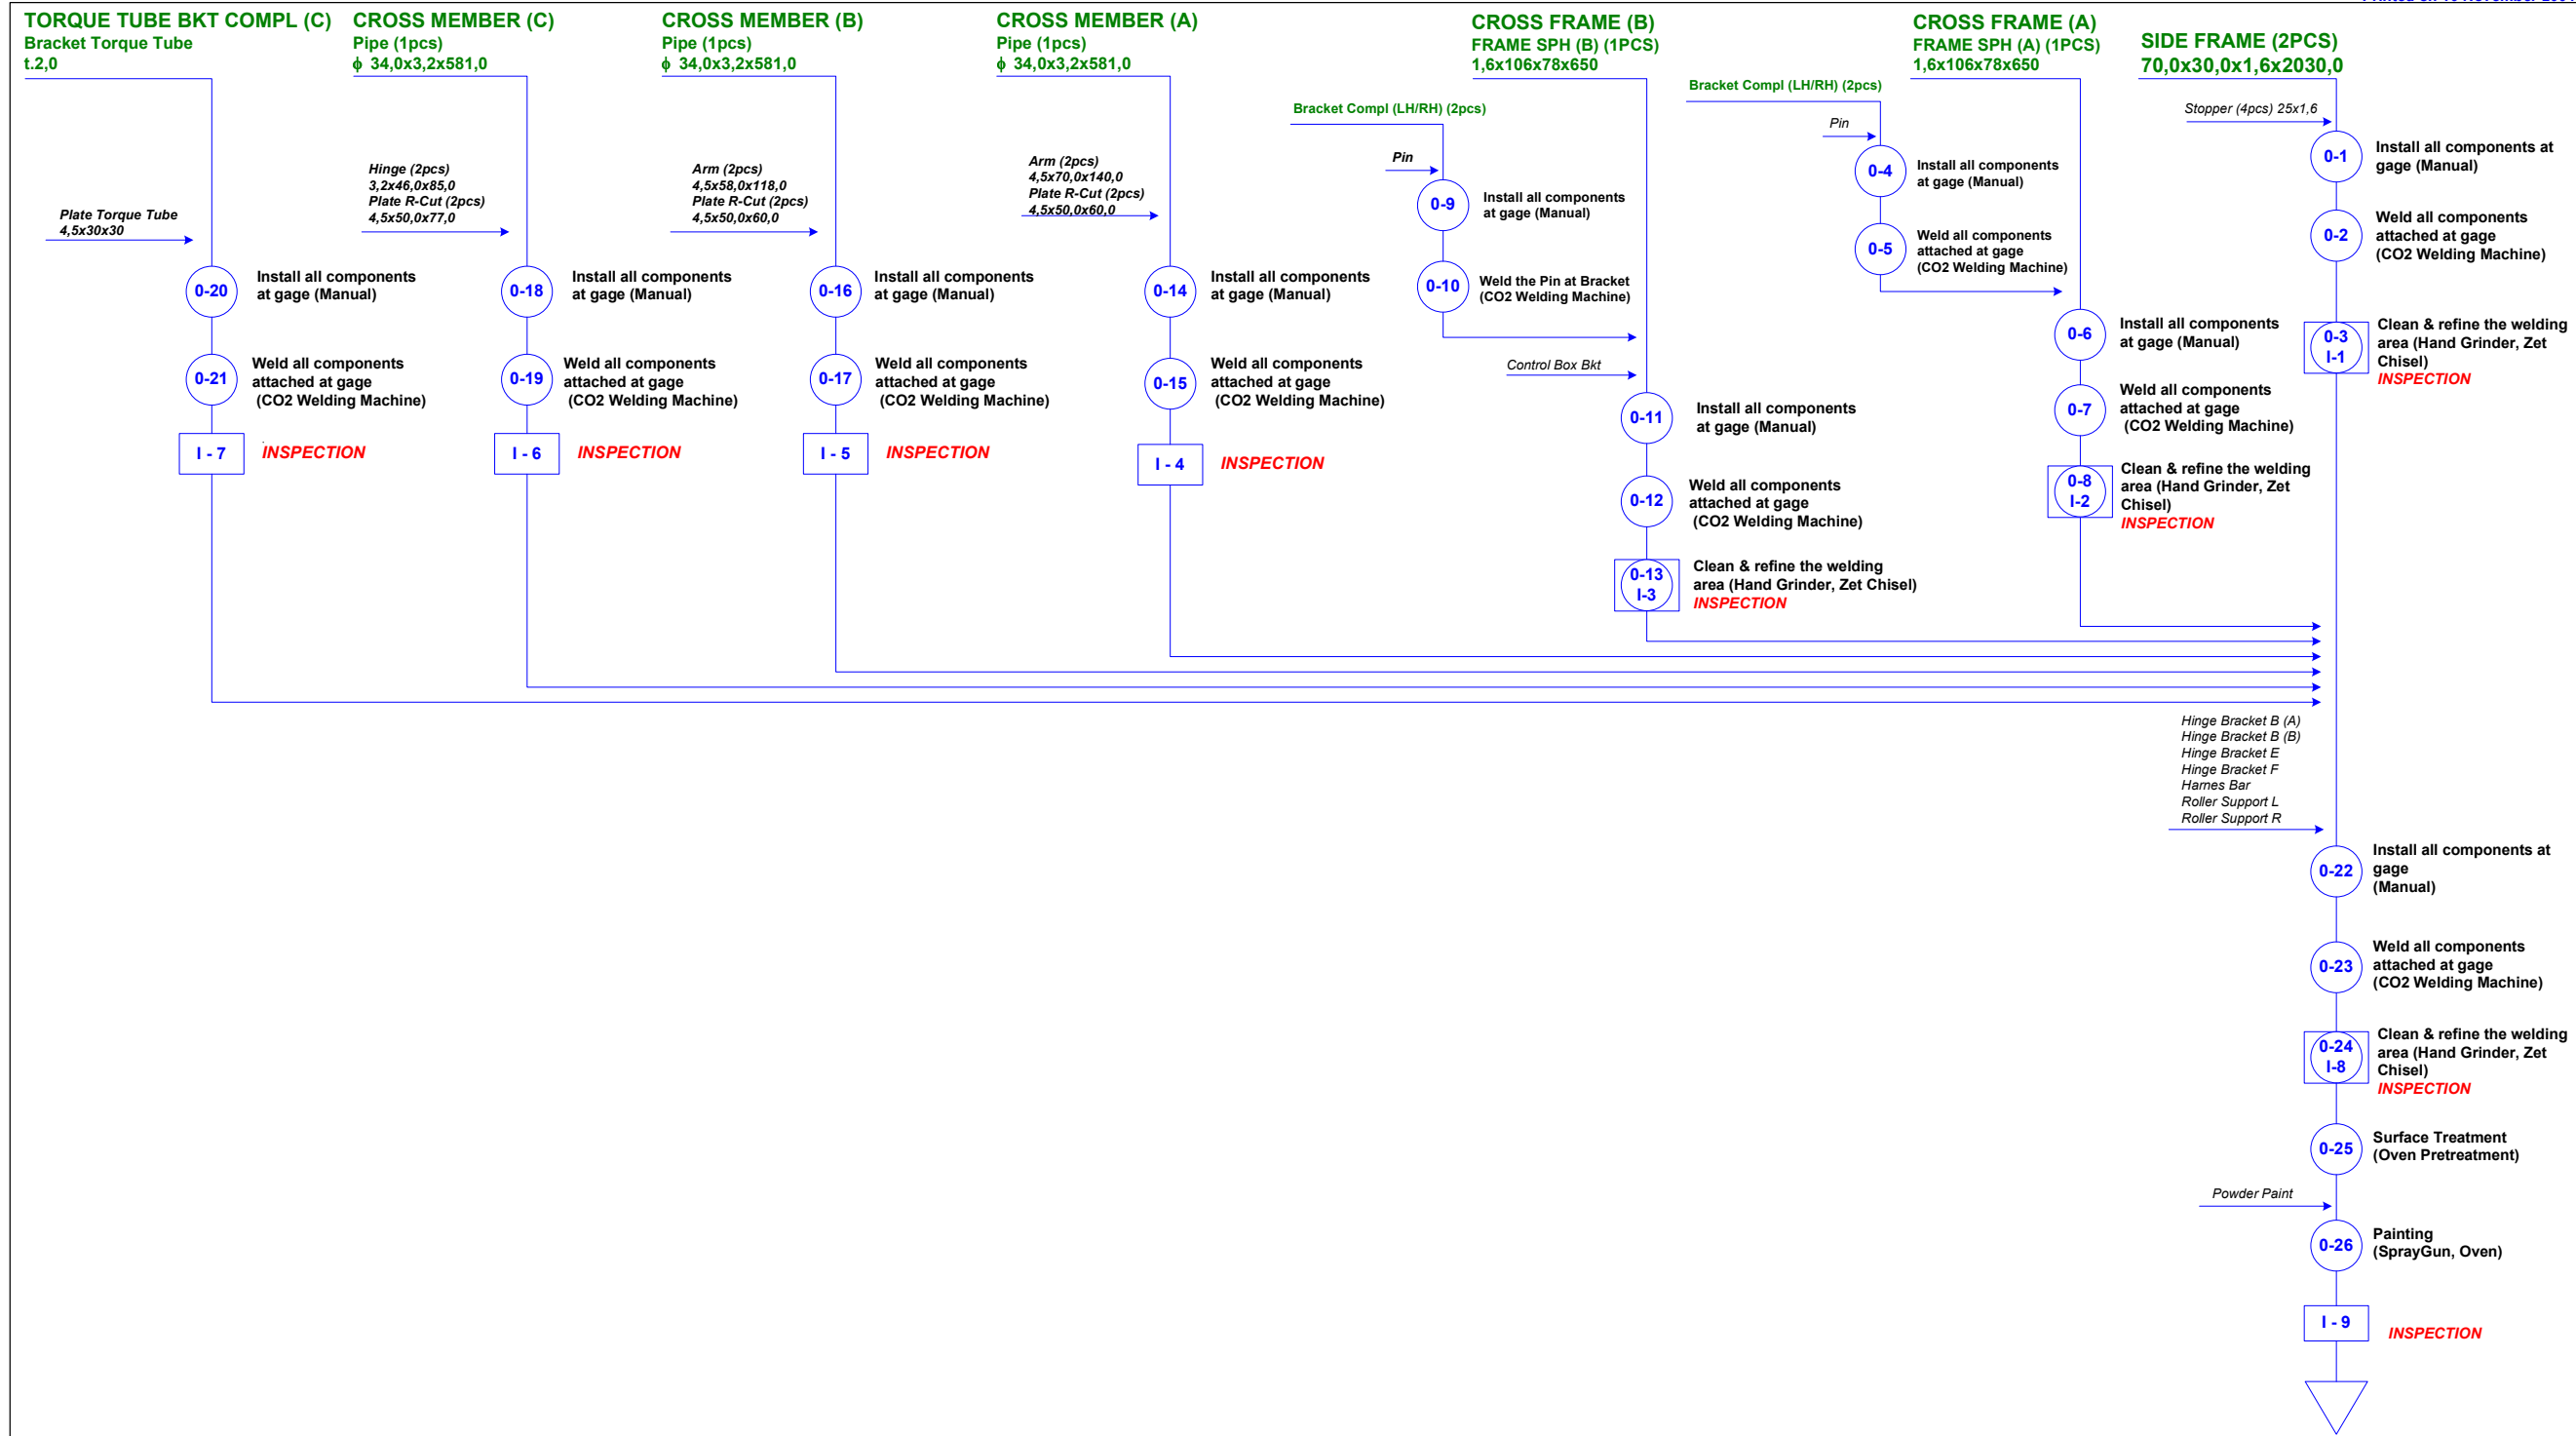 TORQUE TUBE BKT COMPL (C)
Bracket Torque Tube
t.2,0
Plate Torque Tube
4,5x30x30
0-20
Install all components
at gage (Manual)
0-21
Weld all components
attached at gage
(CO2 Welding Machine)
I - 7
INSPECTION
CROSS MEMBER (C)
Pipe (1pcs)
ϕ 34,0x3,2x581,0
Hinge (2pcs)
3,2x46,0x85,0
Plate R-Cut (2pcs)
4,5x50,0x77,0
0-18
Install all components
at gage (Manual)
0-19
Weld all components
attached at gage
(CO2 Welding Machine)
I - 6
INSPECTION
CROSS MEMBER (B)
Pipe (1pcs)
ϕ 34,0x3,2x581,0
Arm (2pcs)
4,5x58,0x118,0
Plate R-Cut (2pcs)
4,5x50,0x60,0
0-16
Install all components
at gage (Manual)
0-17
Weld all components
attached at gage
(CO2 Welding Machine)
I - 5
INSPECTION
CROSS MEMBER (A)
Pipe (1pcs)
ϕ 34,0x3,2x581,0
Arm (2pcs)
4,5x70,0x140,0
Plate R-Cut (2pcs)
4,5x50,0x60,0
0-14
Install all components
at gage (Manual)
0-15
Weld all components
attached at gage
(CO2 Welding Machine)
I - 4
INSPECTION
CROSS FRAME (B)
FRAME SPH (B) (1PCS)
1,6x106x78x650
Bracket Compl (LH/RH) (2pcs)
Pin
0-9
Install all components
at gage (Manual)
0-10
Weld the Pin at Bracket
(CO2 Welding Machine)
Control Box Bkt
0-11
Install all components
at gage (Manual)
0-12
Weld all components
attached at gage
(CO2 Welding Machine)
0-13
I-3
Clean & refine the welding
area (Hand Grinder, Zet Chisel)
INSPECTION
CROSS FRAME (A)
FRAME SPH (A) (1PCS)
1,6x106x78x650
Bracket Compl (LH/RH) (2pcs)
Pin
0-4
Install all components
at gage (Manual)
0-5
Weld all components
attached at gage
(CO2 Welding Machine)
0-6
Install all components
at gage (Manual)
0-7
Weld all components
attached at gage
(CO2 Welding Machine)
0-8
I-2
Clean & refine the welding
area (Hand Grinder, Zet
Chisel)
INSPECTION
SIDE FRAME (2PCS)
70,0x30,0x1,6x2030,0
Stopper (4pcs) 25x1,6
0-1
Install all components at
gage (Manual)
0-2
Weld all components
attached at gage
(CO2 Welding Machine)
0-3
I-1
Clean & refine the welding
area (Hand Grinder, Zet
Chisel)
INSPECTION
Hinge Bracket B (A)
Hinge Bracket B (B)
Hinge Bracket E
Hinge Bracket F
Harnes Bar
Roller Support L
Roller Support R
0-22
Install all components at
gage
(Manual)
0-23
Weld all components
attached at gage
(CO2 Welding Machine)
0-24
I-8
Clean & refine the welding
area (Hand Grinder, Zet
Chisel)
INSPECTION
0-25
Surface Treatment
(Oven Pretreatment)
Powder Paint
0-26
Painting
(SprayGun, Oven)
I - 9
INSPECTION